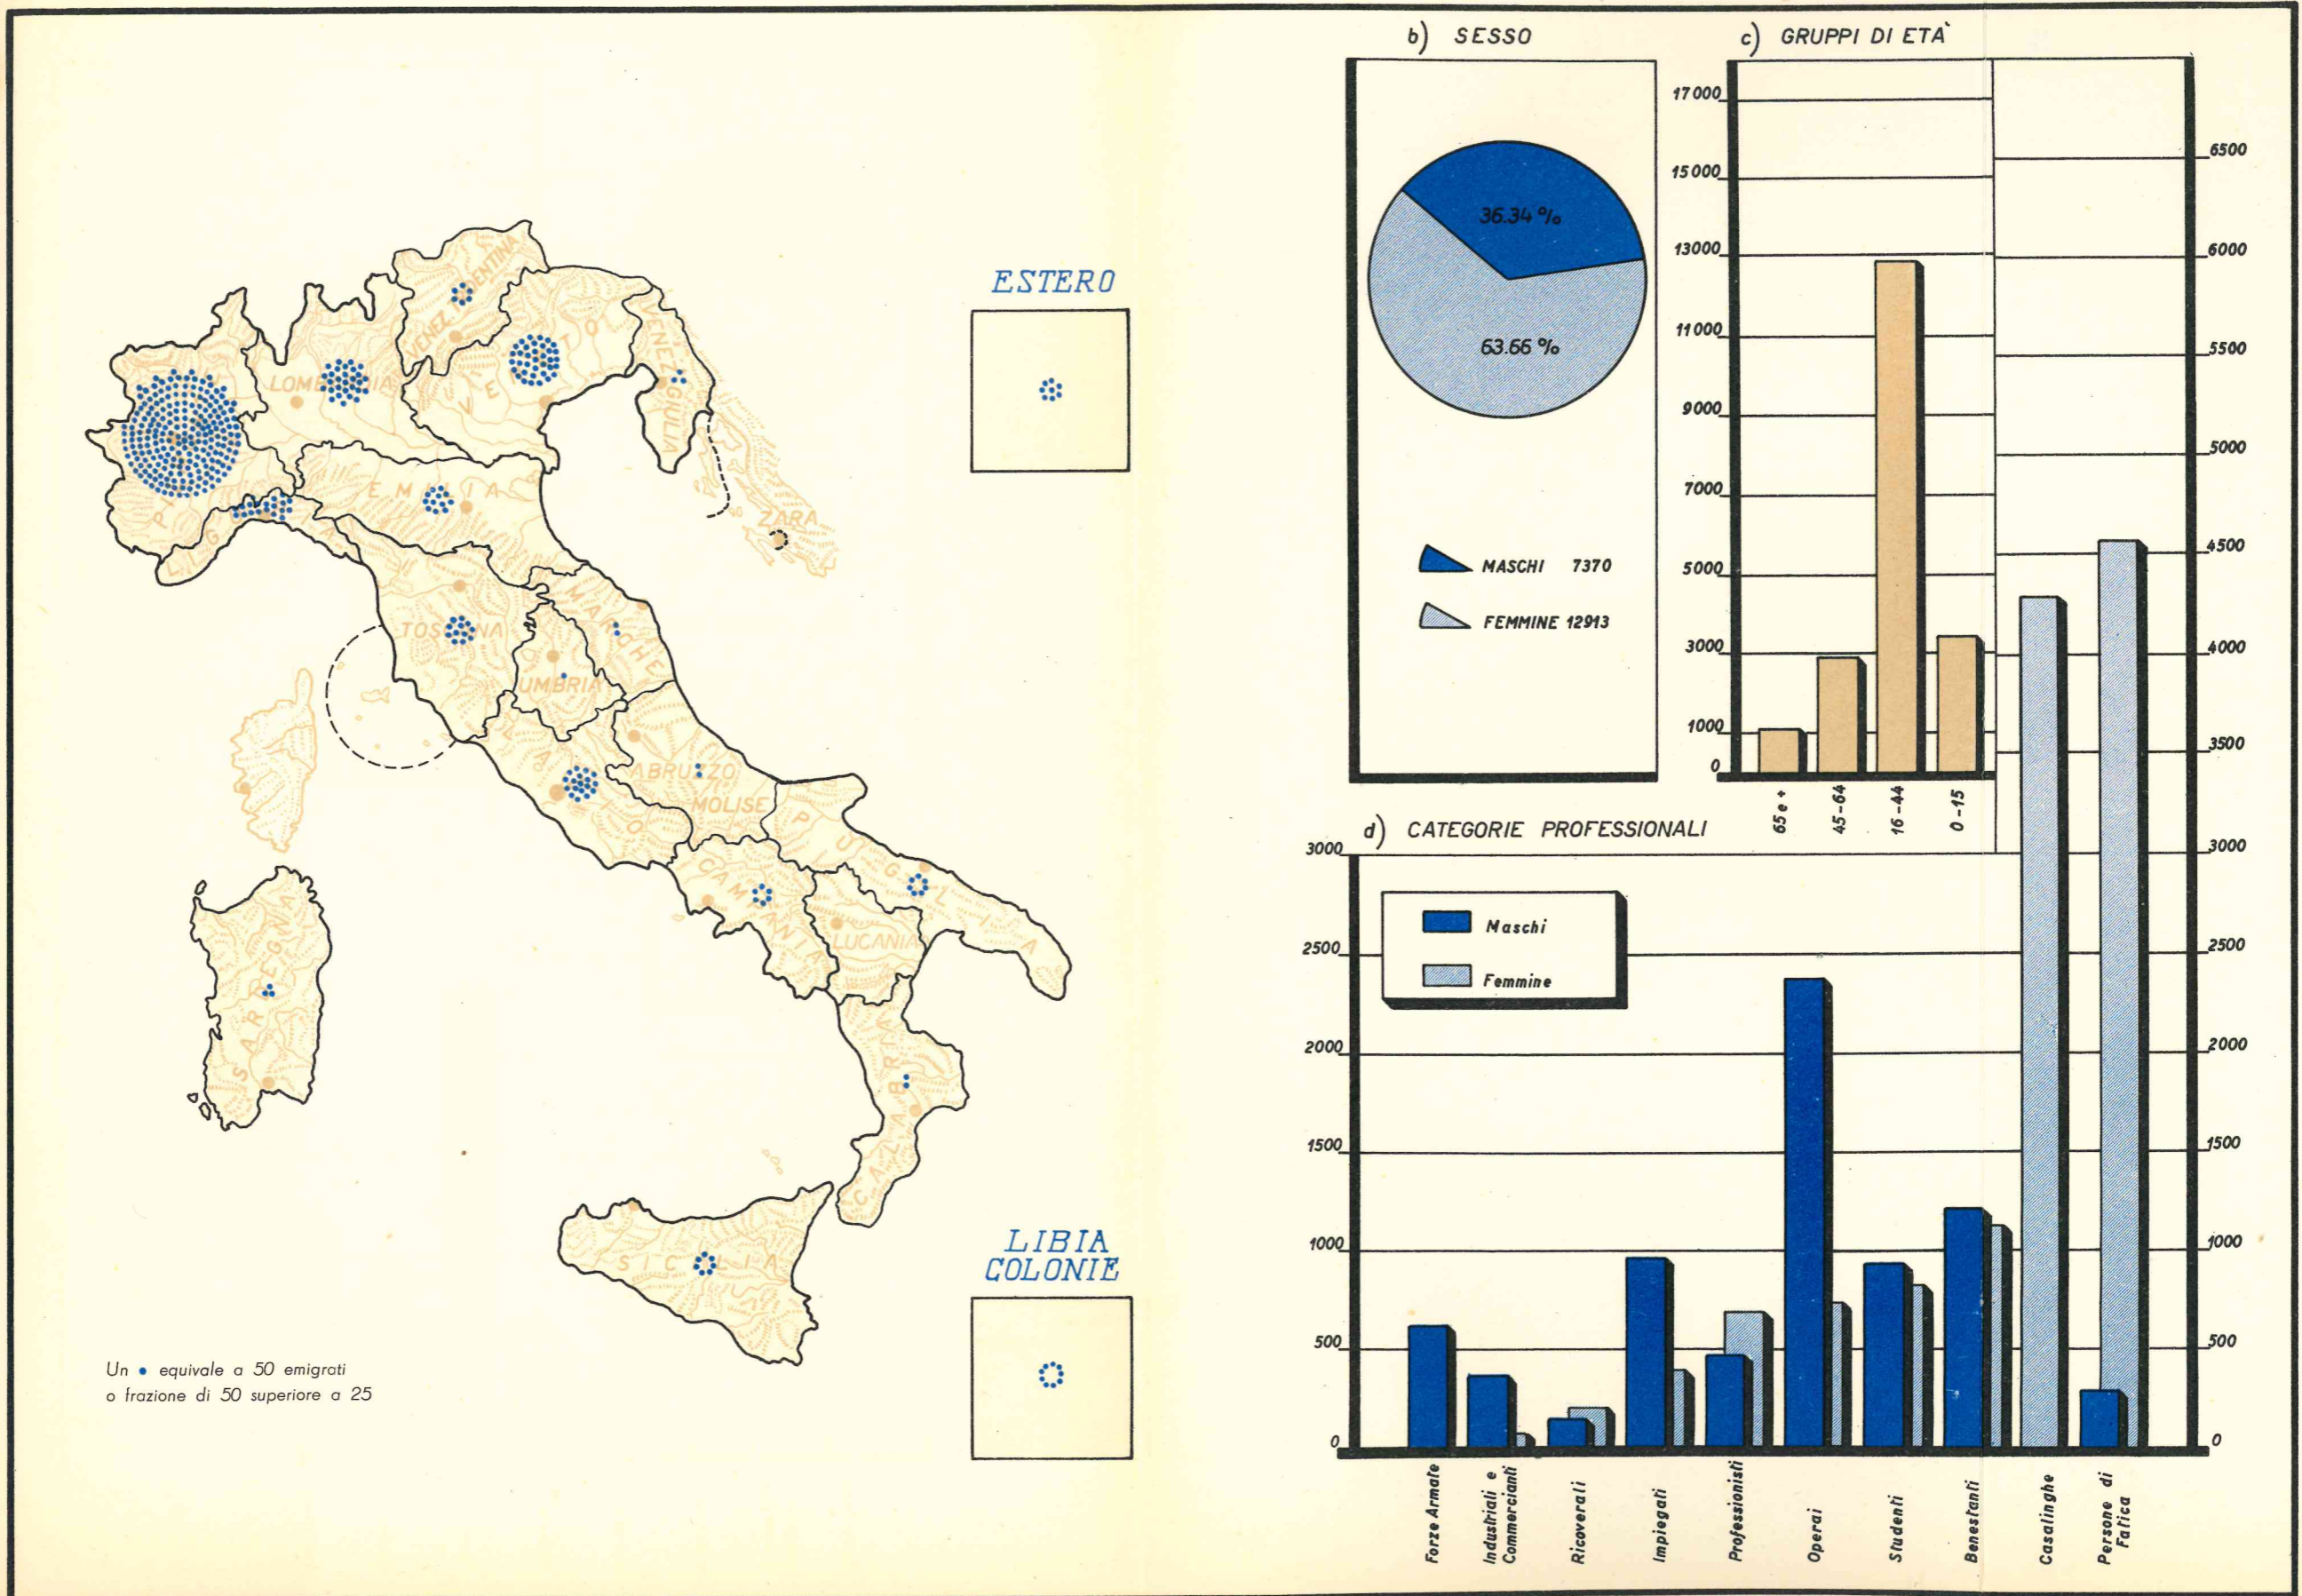 b) SESSO
36.34 %
63.66 %
MASCHI 7370
FEMMINE 12913
c) GRUPPI DI ETÀ
17000
15000
13000
11000
9000
7000
5000
3000
1000
0
65 e +
45-64
16-44
0-15
ESTERO
VENEZ. TRIDENTINA
LOMBARDIA
VENETO
VENEZ. GIULIA
EMILIA
ZARA
TOSCANA
MARCHE
UMBRIA
LAZIO
ABRUZZO
MOLISE
PUGLIA
CAMPANIA
LUCANIA
SARDEGNA
CALABRIA
SICILIA
LIBIA
COLONIE
Un • equivale a 50 emigrati
o frazione di 50 superiore a 25
d) CATEGORIE PROFESSIONALI
Maschi
Femmine
3000
2500
2000
1500
1000
500
0
6500
6000
5500
5000
4500
4000
3500
3000
2500
2000
1500
1000
500
0
Forze Armate
Industriali e
Commercianti
Ricoverati
Impiegati
Professionisti
Operai
Studenti
Benestanti
Casalinghe
Persone di
Fatica